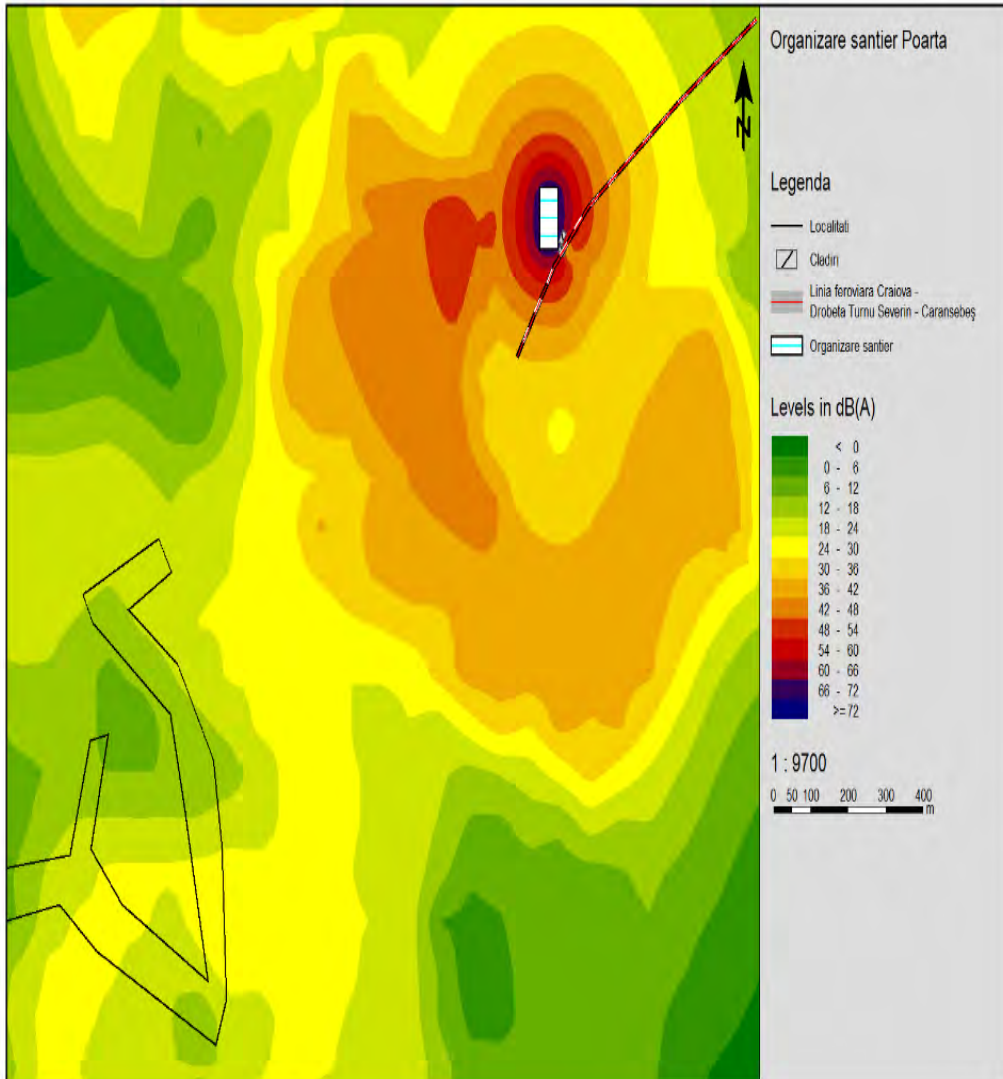 Organizare santier Poarta
N
Legenda
Localitati
Cladiri
Linia feroviara Craiova -
Drobeta Turnu Severin - Caransebeş
Organizare santier
Levels in dB(A)
< 0
0 - 6
6 - 12
12 - 18
18 - 24
24 - 30
30 - 36
36 - 42
42 - 48
48 - 54
54 - 60
60 - 66
66 - 72
>= 72
1 : 9700
0 50 100 200 300 400
m